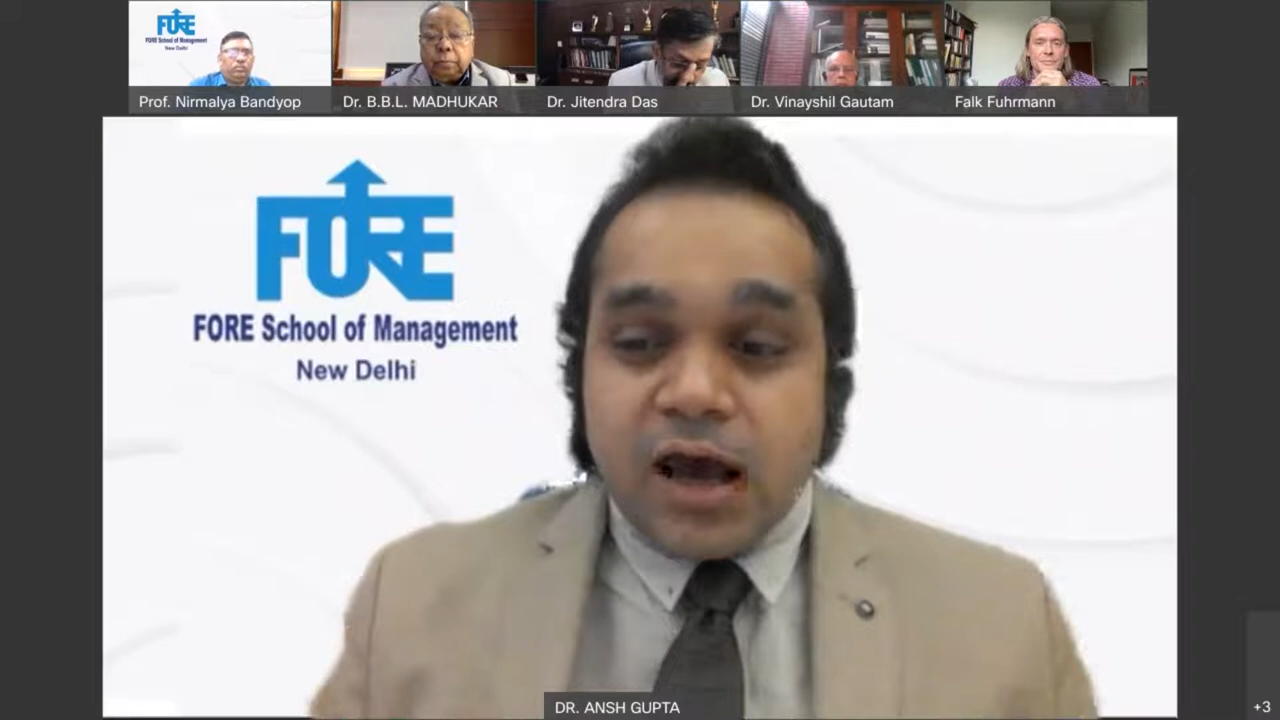 FORE
FORE School of Management
New Delhi
Prof. Nirmalya Bandyop
Dr. B.B.L. MADHUKAR
Dr. Jitendra Das
Dr. Vinayshil Gautam
Falk Fuhrmann
FORE
FORE School of Management
New Delhi
DR. ANSH GUPTA
+3